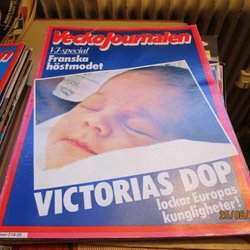 VeckoJournalen
VJ-special
Franska
höstmodet
VICTORIAS DOP
lockar Europas
kungligheter!